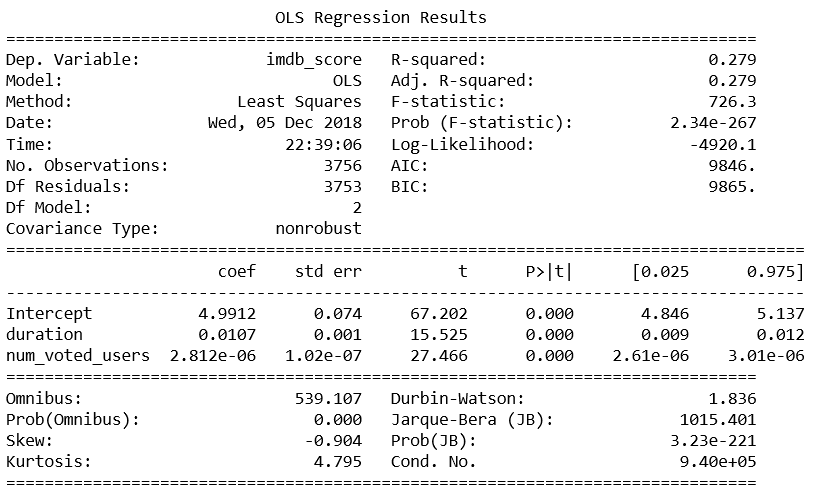 OLS Regression Results
==============================================================================
Dep. Variable:             imdb_score   R-squared:                       0.279
Model:                            OLS   Adj. R-squared:                  0.279
Method:                 Least Squares   F-statistic:                     726.3
Date:                Wed, 05 Dec 2018   Prob (F-statistic):          2.34e-267
Time:                        22:39:06   Log-Likelihood:                -4920.1
No. Observations:                3756   AIC:                             9846.
Df Residuals:                    3753   BIC:                             9865.
Df Model:                           2
Covariance Type:            nonrobust
===================================================================================
                      coef    std err          t      P>|t|      [0.025      0.975]
-----------------------------------------------------------------------------------
Intercept           4.9912      0.074     67.202      0.000       4.846       5.137
duration            0.0107      0.001     15.525      0.000       0.009       0.012
num_voted_users  2.812e-06   1.02e-07     27.466      0.000    2.61e-06    3.01e-06
==============================================================================
Omnibus:                      539.107   Durbin-Watson:                   1.836
Prob(Omnibus):                  0.000   Jarque-Bera (JB):             1015.401
Skew:                          -0.904   Prob(JB):                    3.23e-221
Kurtosis:                       4.795   Cond. No.                     9.40e+05
==============================================================================